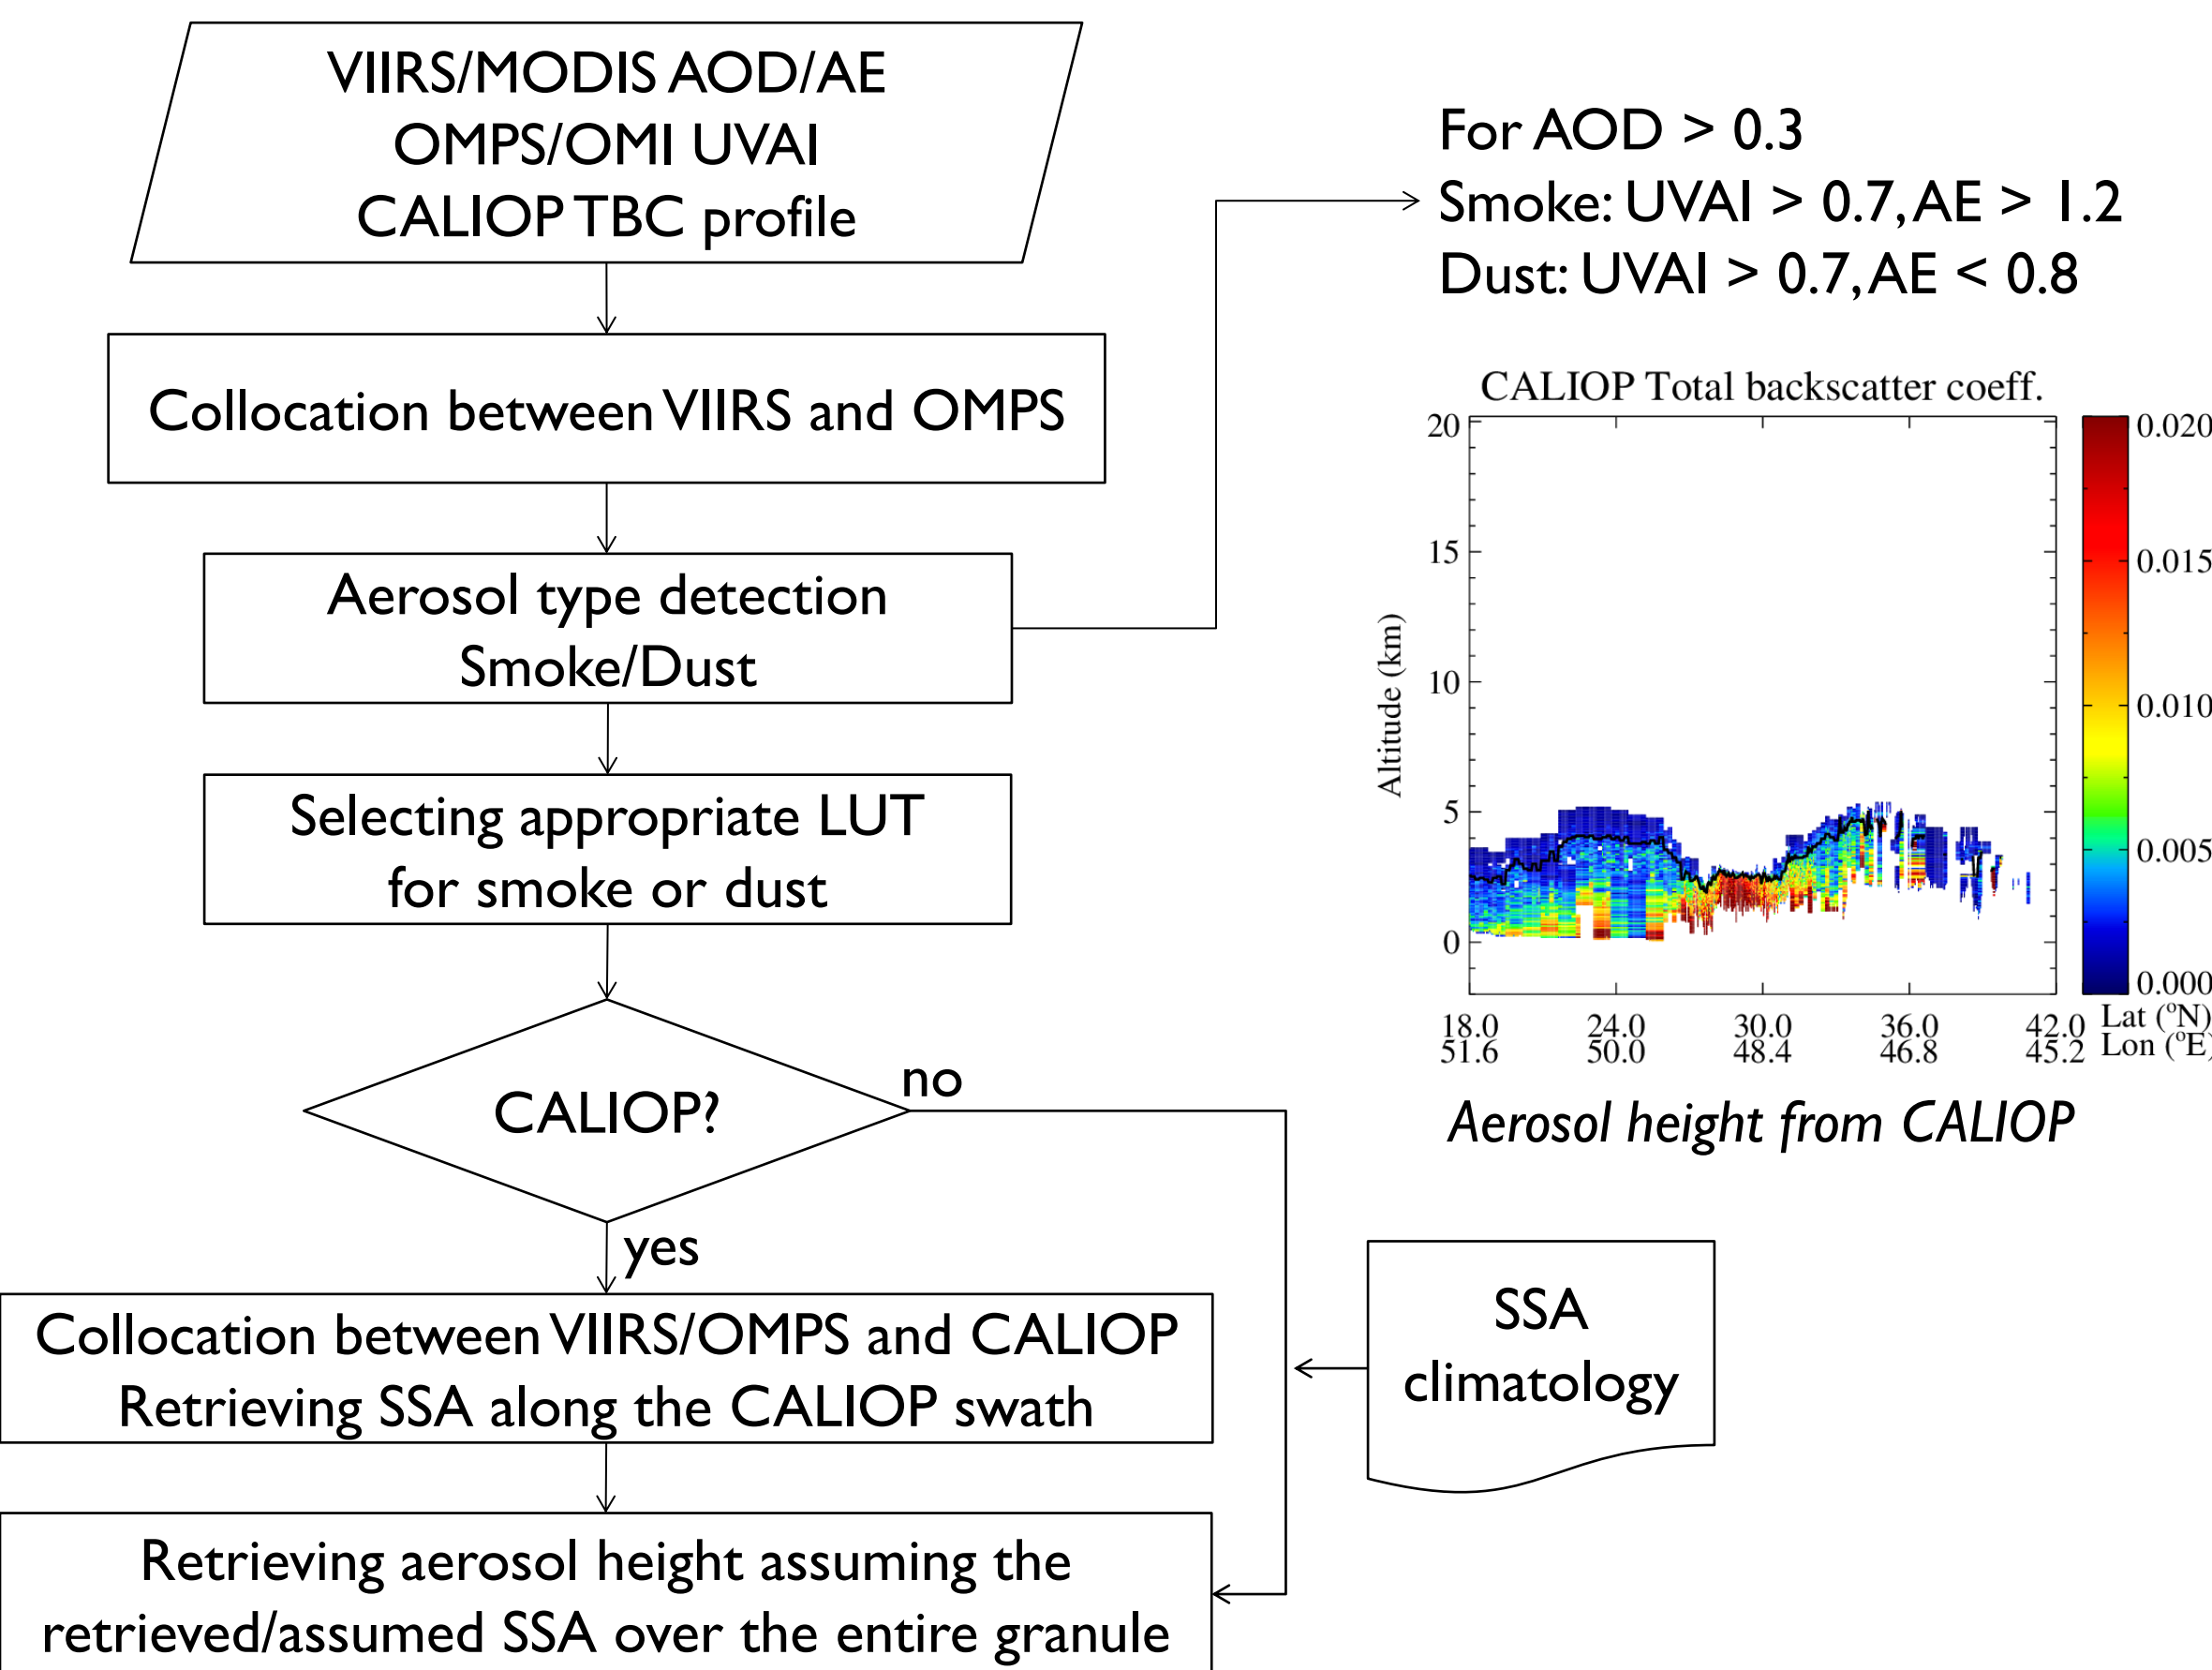 VIIRS/MODIS AOD/AE
OMPS/OMI UVAI
CALIOP TBC profile
Collocation between VIIRS and OMPS
Aerosol type detection
Smoke/Dust
Selecting appropriate LUT
for smoke or dust
CALIOP?
no
yes
Collocation between VIIRS/OMPS and CALIOP
Retrieving SSA along the CALIOP swath
Retrieving aerosol height assuming the
retrieved/assumed SSA over the entire granule
SSA
climatology
For AOD > 0.3
Smoke: UVAI > 0.7, AE > 1.2
Dust: UVAI > 0.7, AE < 0.8
CALIOP Total backscatter coeff.
Altitude (km)
20
15
10
5
0
0.020
0.015
0.010
0.005
0.000
18.0 24.0 30.0 36.0 42.0 Lat (°N)
51.6 50.0 48.4 46.8 45.2 Lon (°E)
Aerosol height from CALIOP